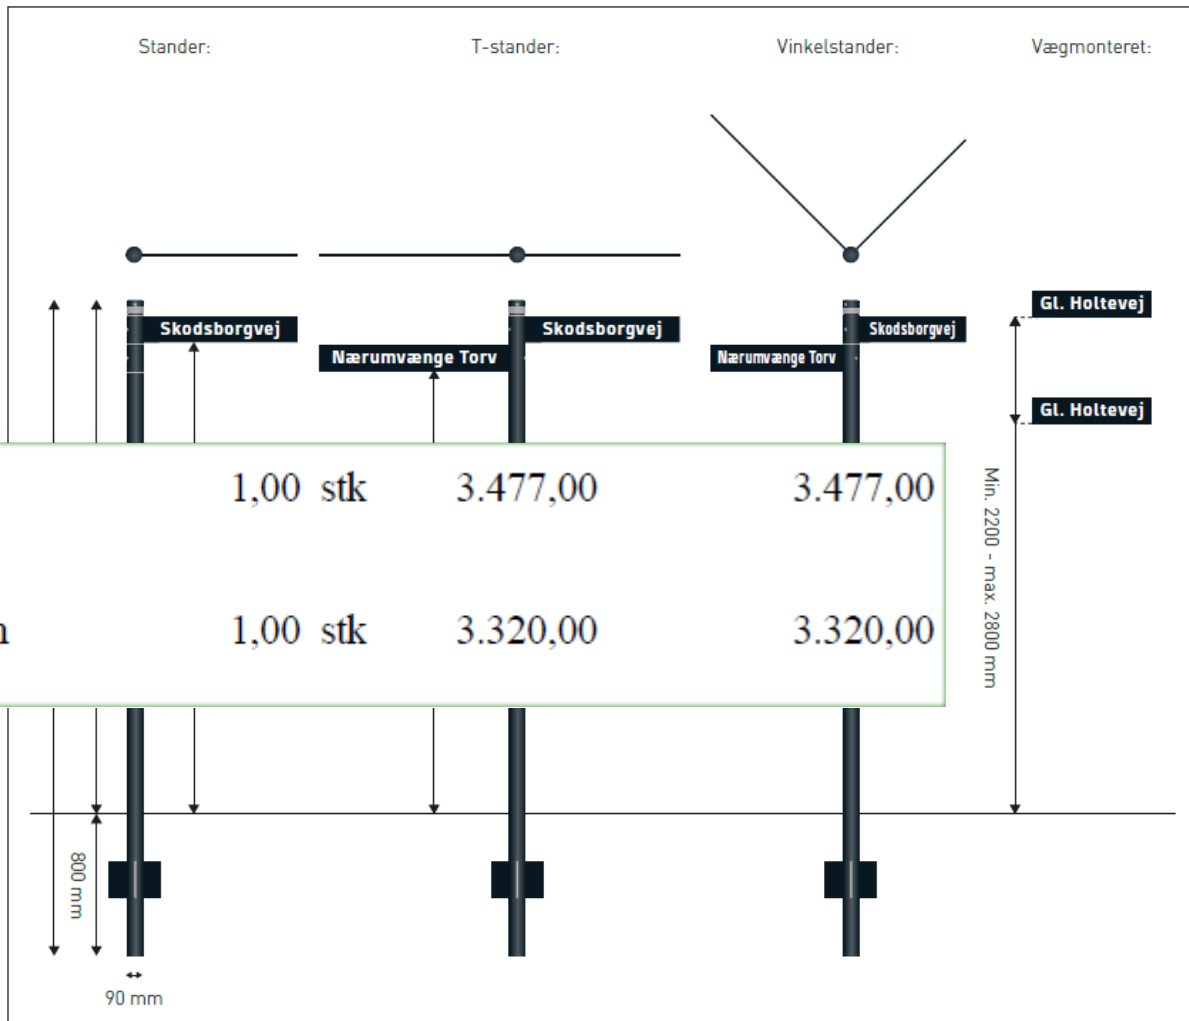 Stander: T-stander: Vinkelstander: Vægmonteret:
Gl. Holtevej
Skodsborgvej Skodsborgvej Skodsborgvej
Nærumvænge Torv Nærumvænge Torv
Gl. Holtevej
1,00 stk 3.477,00 3.477,00
Min. 2200 - max. 2800 mm
1,00 stk 3.320,00 3.320,00
800 mm
90 mm